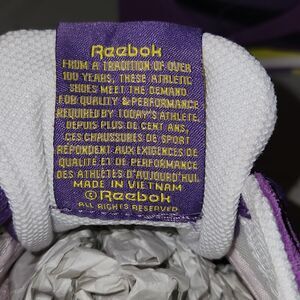 Reebok
FROM A TRADITION OF OVER
100 YEARS, THESE ATHLETIC
SHOES MEET THE DEMAND
FOR QUALITY & PERFORMANCE
REQUIRED BY TODAY'S ATHLETE.
DEPUIS PLUS DE CENT ANS,
CES CHAUSSURES DE SPORT
RÉPONDENT AUX EXIGENCES DE
QUALITÉ ET DE PERFORMANCE
DES ATHLÈTES D'AUJOURD'HUI.
MADE IN VIETNAM
©Reebok
ALL RIGHTS RESERVED